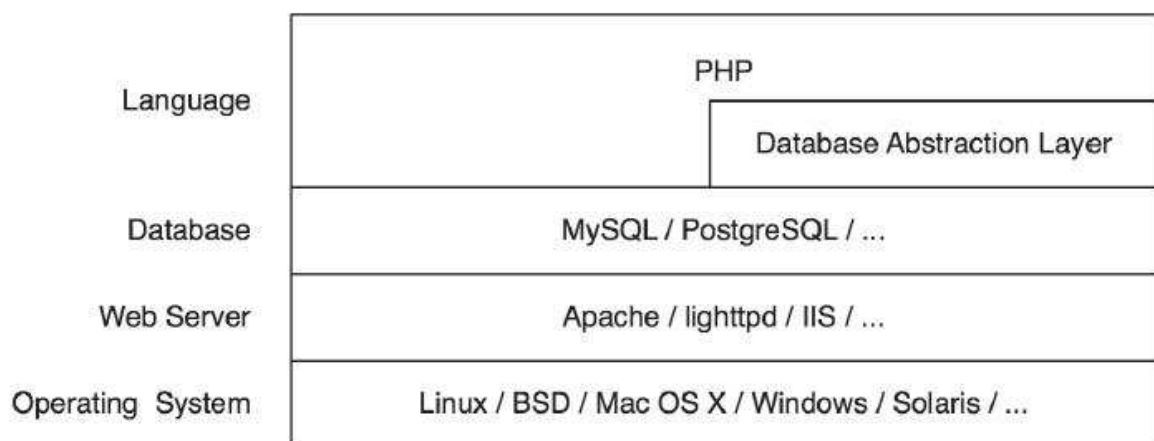 PHP
Language
Database Abstraction Layer
Database MySQL / PostgreSQL / ...
Web Server Apache / lighttpd / IIS / ...
Operating System Linux / BSD / Mac OS X / Windows / Solaris / ...